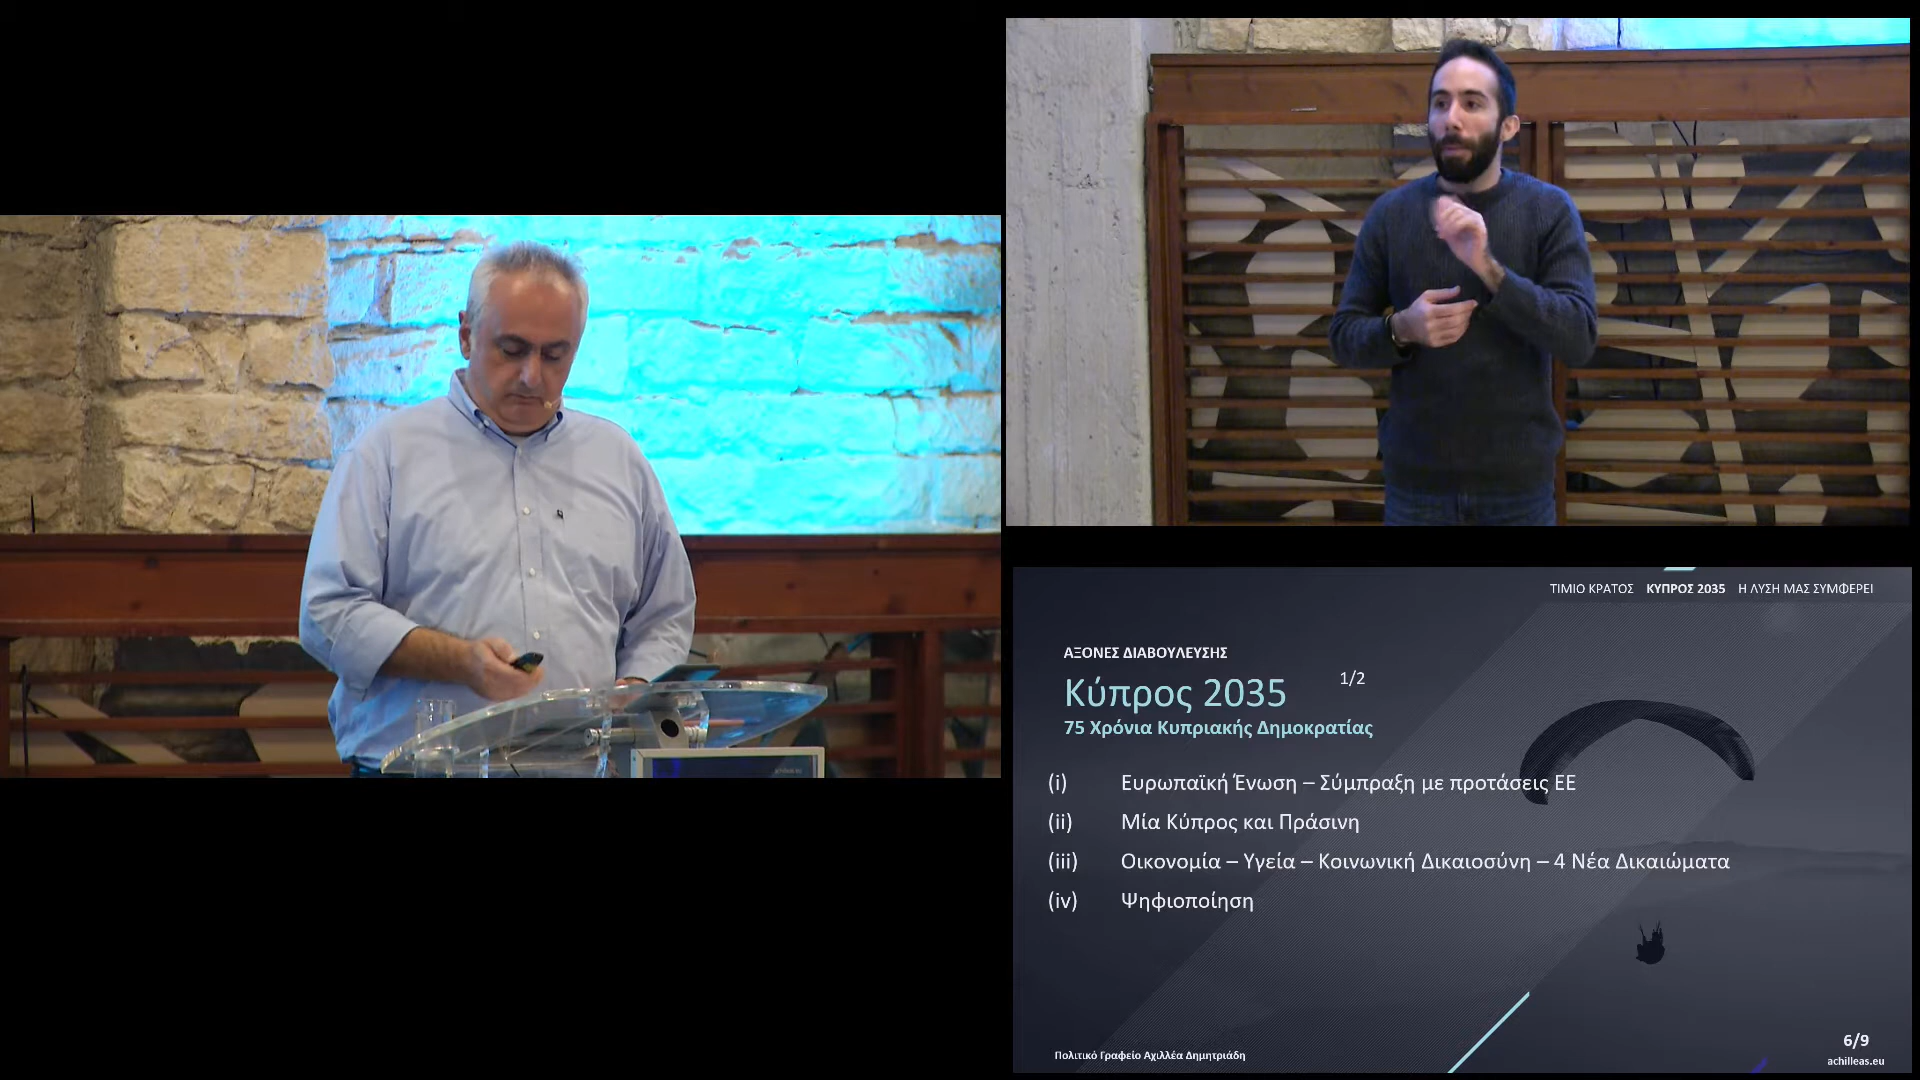 ΤΙΜΙΟ ΚΡΑΤΟΣ ΚΥΠΡΟΣ 2035 Η ΛΥΣΗ ΜΑΣ ΣΥΜΦΕΡΕΙ
ΑΞΟΝΕΣ ΔΙΑΒΟΥΛΕΥΣΗΣ
Κύπρος 2035 1/2
75 Χρόνια Κυπριακής Δημοκρατίας
(i) Ευρωπαϊκή Ένωση – Σύμπραξη με προτάσεις ΕΕ
(ii) Μία Κύπρος και Πράσινη
(iii) Οικονομία – Υγεία – Κοινωνική Δικαιοσύνη – 4 Νέα Δικαιώματα
(iv) Ψηφιοποίηση
6/9
Πολιτικό Γραφείο Αχιλλέα Δημητριάδη
achilleas.eu